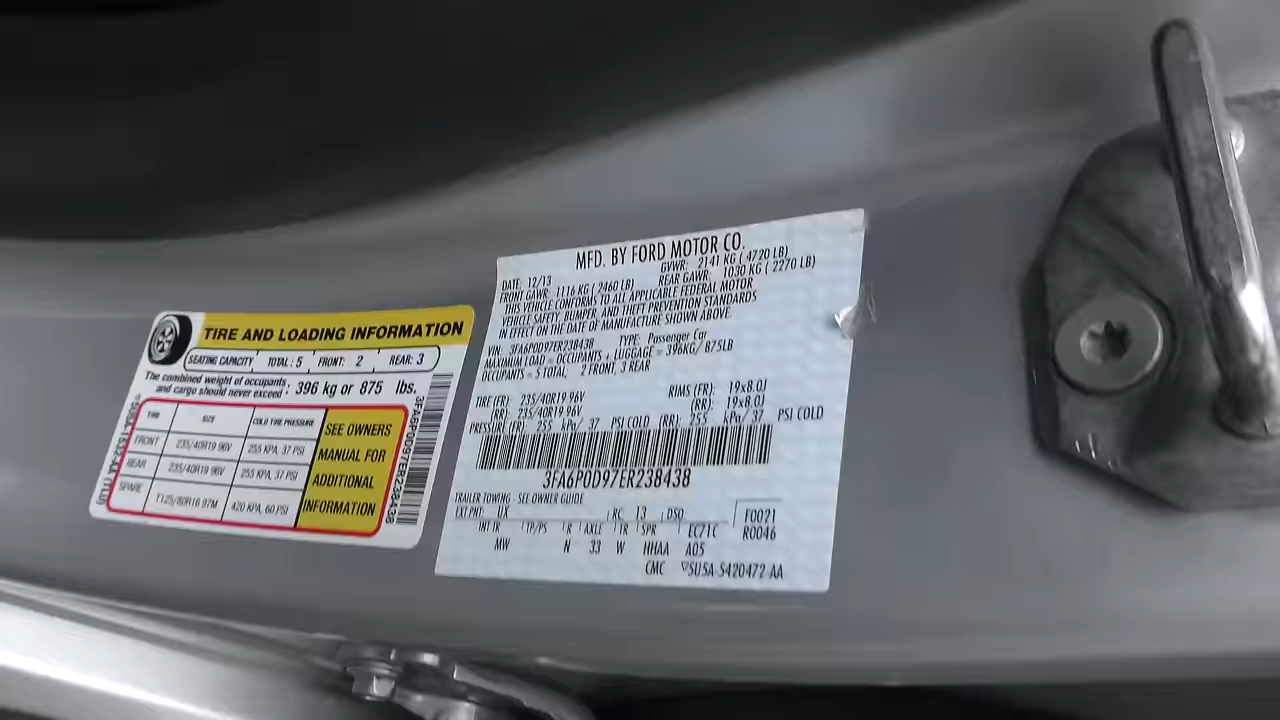 TIRE AND LOADING INFORMATION
SEATING CAPACITY TOTAL : 5 FRONT: 2 REAR: 3
The combined weight of occupants and cargo should never exceed : 396 kg or 875 lbs.
TIRE SIZE COLD TIRE PRESSURE
FRONT 235/40R19 96V 255 KPA, 37 PSI
REAR 235/40R19 96V 255 KPA, 37 PSI
SPARE T125/80R16 97M 420 KPA, 60 PSI
SEE OWNERS
MANUAL FOR
ADDITIONAL
INFORMATION
3FA6P0D97ER238438
MFD. BY FORD MOTOR CO.
DATE: 12/13 GVWR: 2141 KG ( 4720 LB)
FRONT GAWR: 1116 KG ( 2460 LB) REAR GAWR: 1030 KG ( 2270 LB)
THIS VEHICLE CONFORMS TO ALL APPLICABLE FEDERAL MOTOR
VEHICLE SAFETY, BUMPER, AND THEFT PREVENTION STANDARDS
IN EFFECT ON THE DATE OF MANUFACTURE SHOWN ABOVE.
VIN: 3FA6P0D97ER238438 TYPE: Passenger Car
MAXIMUM LOAD = OCCUPANTS + LUGGAGE = 396KG/ 875LB
OCCUPANTS = 5 TOTAL, 2 FRONT, 3 REAR
TIRE (FR): 235/40R19 96V RIMS (FR): 19x8.0J
(RR): 235/40R19 96V (RR): 19x8.0J
PRESSURE (FR): 255 kPa/ 37 PSI COLD (RR): 255 kPa/ 37 PSI COLD
3FA6P0D97ER238438
TRAILER TOWING - SEE OWNER GUIDE
EXT PNT: UX RC: 13 DSO: F0021
INT TR TP/PS R AXLE TR SPR EC71C R0046
MW N 33 W HHAA A05
CMC ▽5U5A-5420472-AA